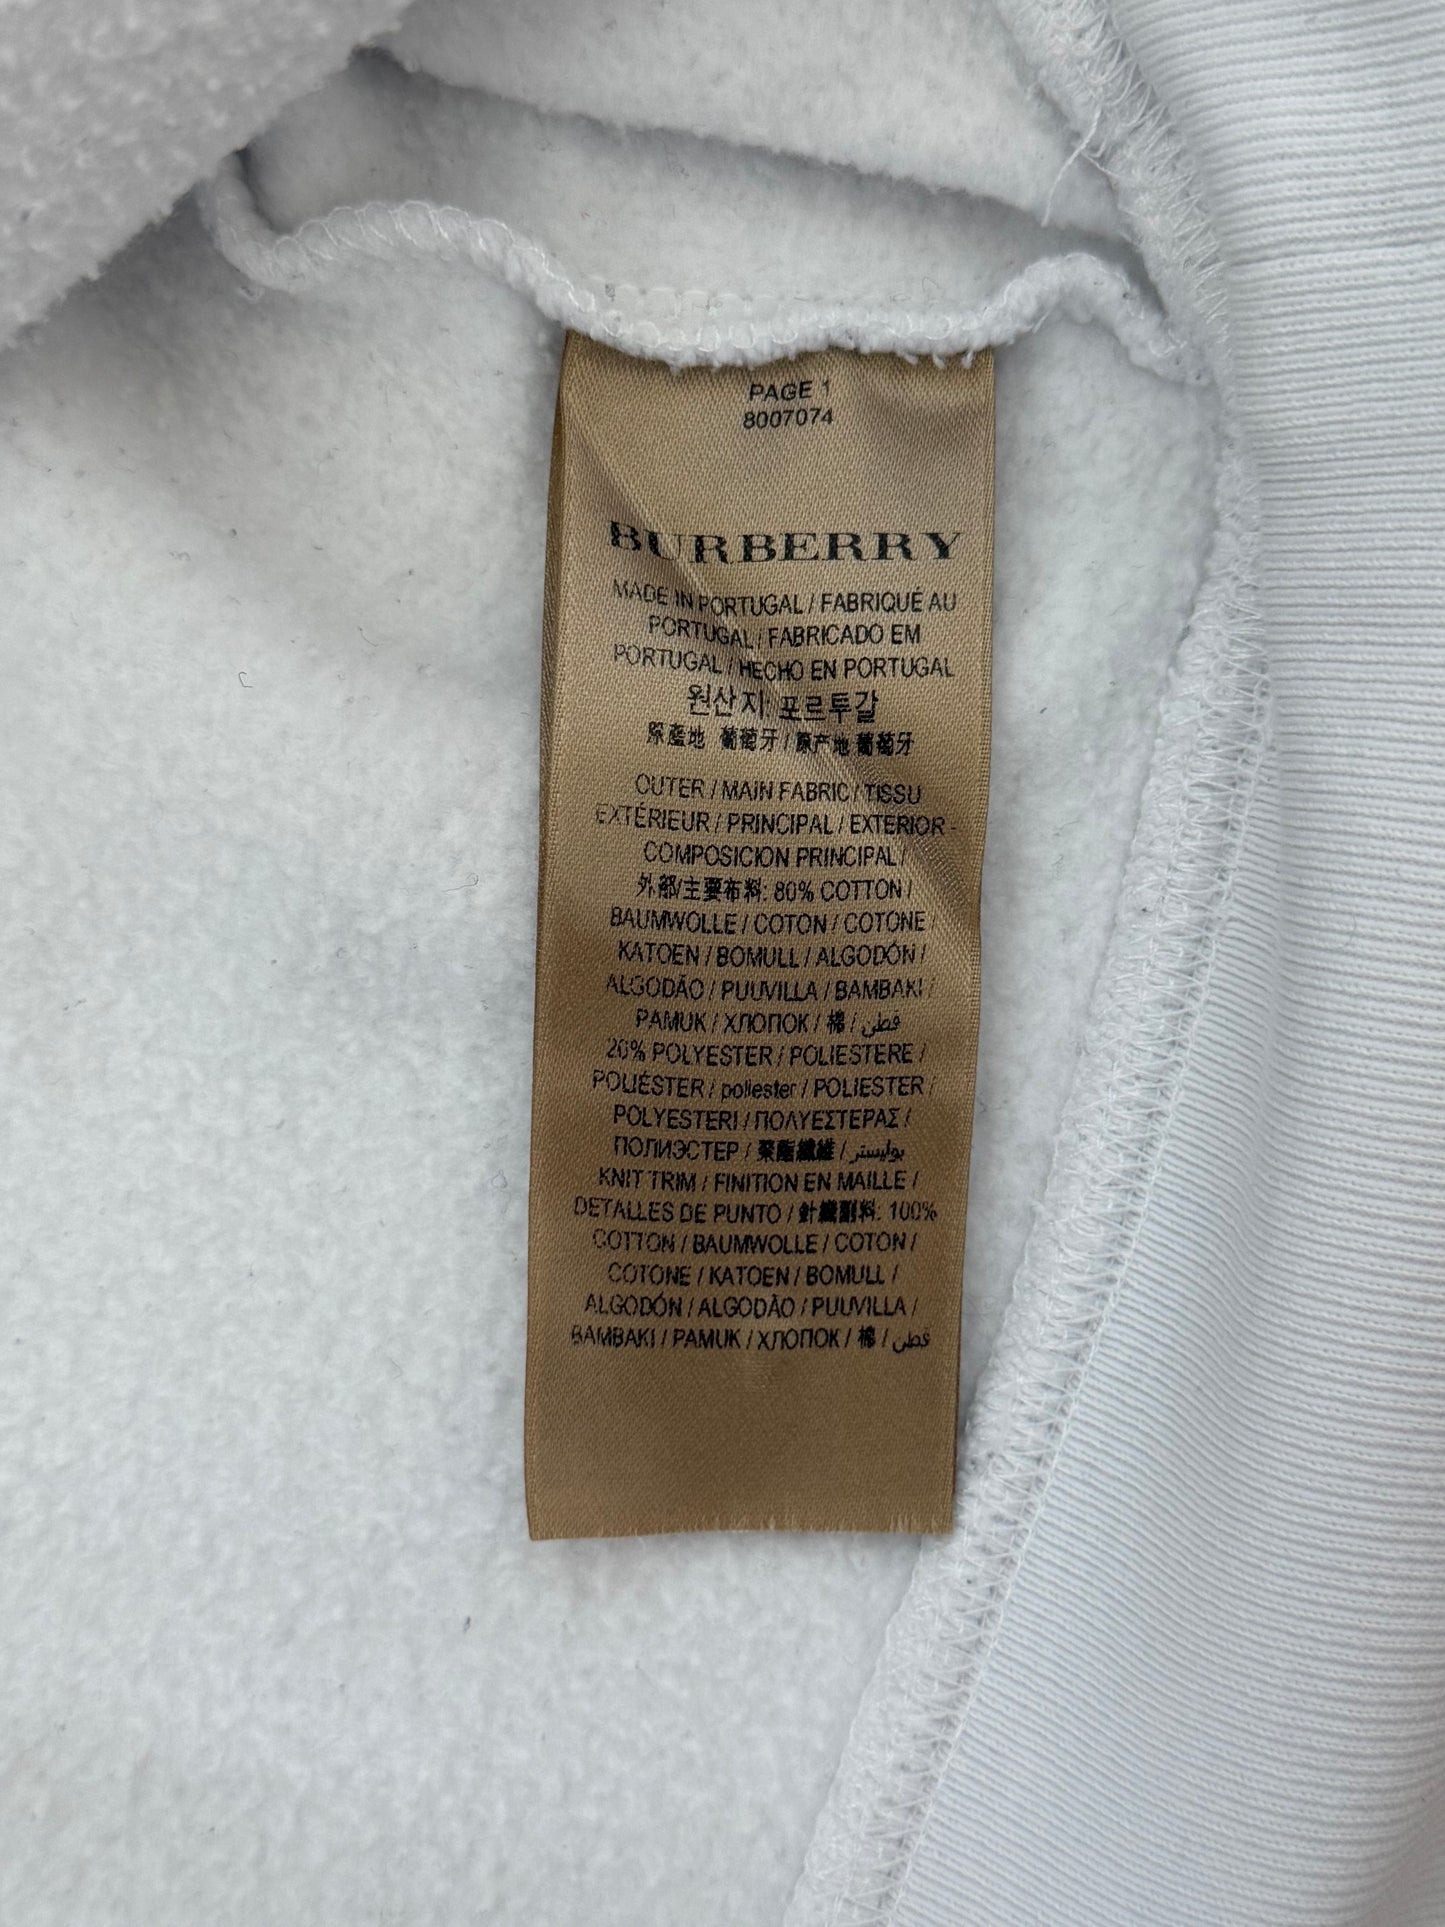 PAGE 1
8007074
BURBERRY
MADE IN PORTUGAL / FABRIQUÉ AU
PORTUGAL / FABRICADO EM
PORTUGAL / HECHO EN PORTUGAL
원산지: 포르투갈
原產地 葡萄牙 / 原产地 葡萄牙
OUTER / MAIN FABRIC / TISSU
EXTÉRIEUR / PRINCIPAL / EXTERIOR -
COMPOSICION PRINCIPAL /
外部/主要布料: 80% COTTON /
BAUMWOLLE / COTON / COTONE
KATOEN / BOMULL / ALGODÓN /
ALGODÃO / PUUVILLA / BAMBAKI /
PAMUK / ХЛОПОК / 棉 / قطن
20% POLYESTER / POLIESTERE /
POLIÉSTER / poliester / POLIESTER /
POLYESTERI / ΠΟΛΥΕΣΤΕΡΑΣ /
ПОЛИЭСТЕР / 聚酯纖維 / بوليستر
KNIT TRIM / FINITION EN MAILLE /
DETALLES DE PUNTO / 針織副料: 100%
COTTON / BAUMWOLLE / COTON /
COTONE / KATOEN / BOMULL /
ALGODÓN / ALGODÃO / PUUVILLA /
BAMBAKI / PAMUK / ХЛОПОК / 棉 / قطن